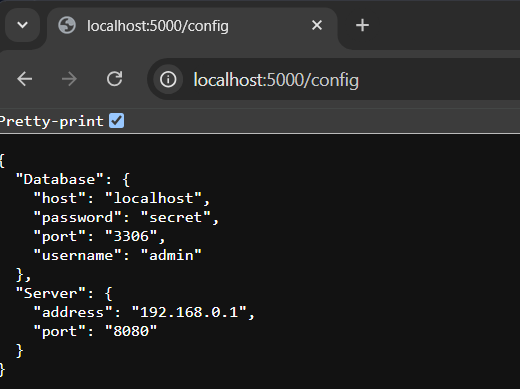 localhost:5000/config
localhost:5000/config
Pretty-print
{
  "Database": {
    "host": "localhost",
    "password": "secret",
    "port": "3306",
    "username": "admin"
  },
  "Server": {
    "address": "192.168.0.1",
    "port": "8080"
  }
}